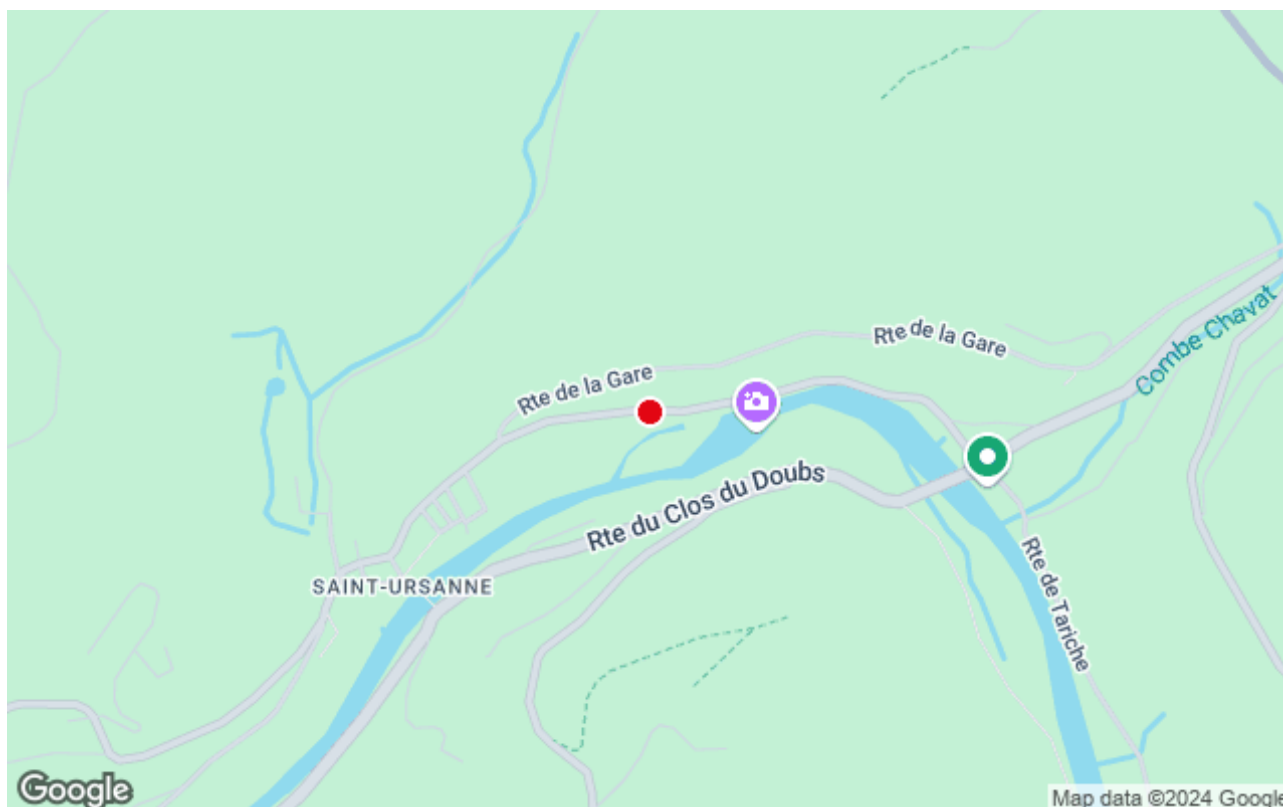 Rte de la Gare
Combe Chavat
Rte de la Gare
Rte du Clos du Doubs
Rte de Tariche
SAINT-URSANNE
Google
Map data ©2024 Google